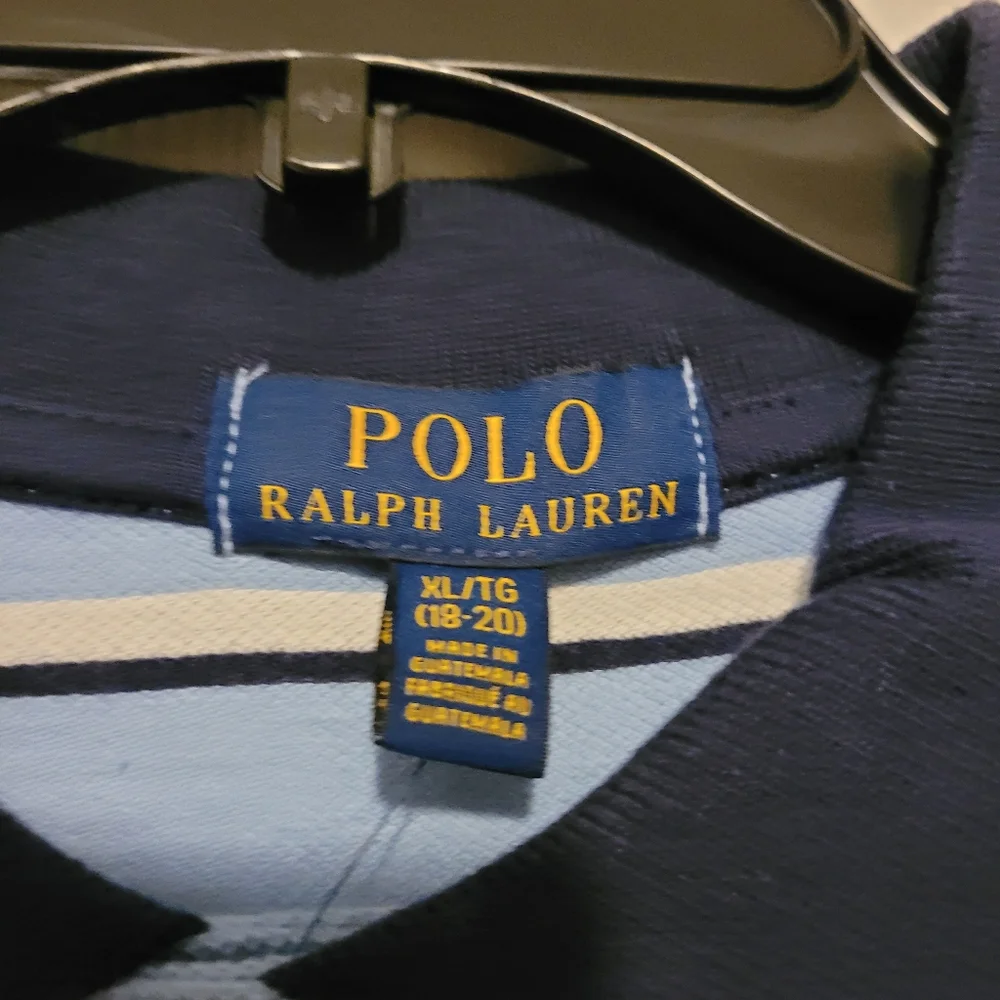 POLO
RALPH LAUREN
XL/TG
(18-20)
MADE IN
GUATEMALA
FABRIQUÉ AU
GUATEMALA